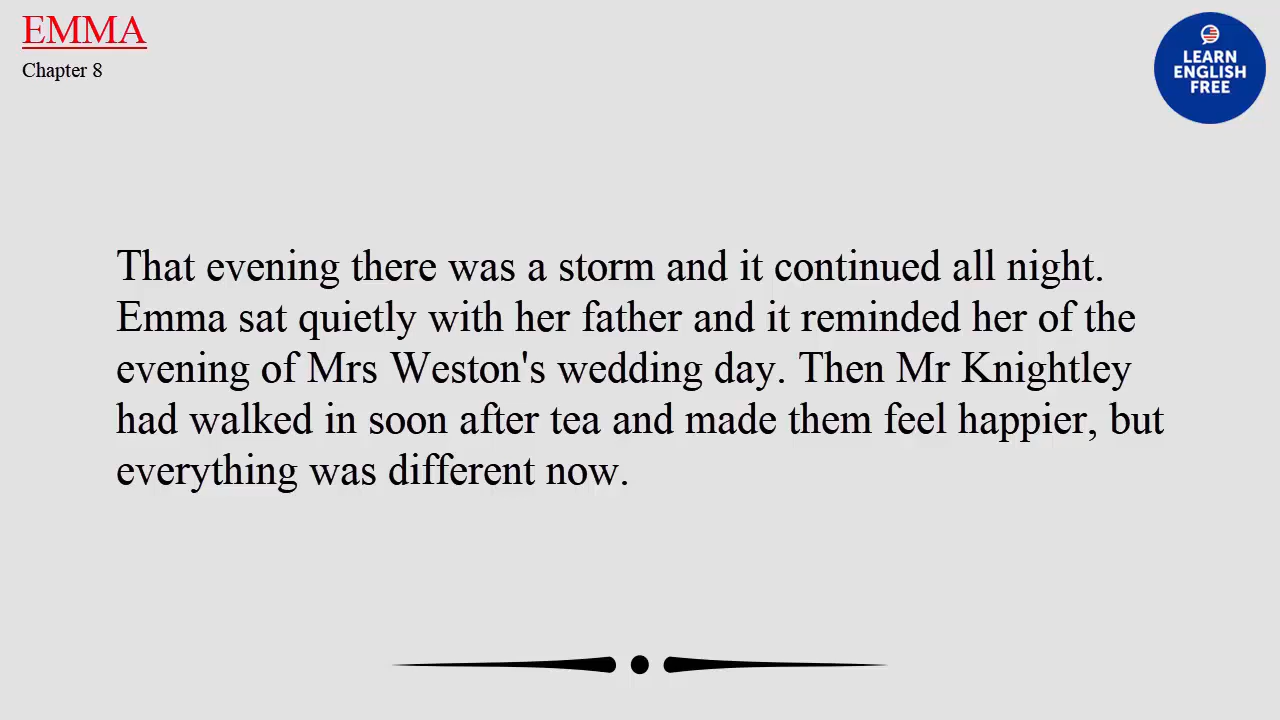 EMMA
Chapter 8
LEARN
ENGLISH
FREE
That evening there was a storm and it continued all night.
Emma sat quietly with her father and it reminded her of the
evening of Mrs Weston's wedding day. Then Mr Knightley
had walked in soon after tea and made them feel happier, but
everything was different now.